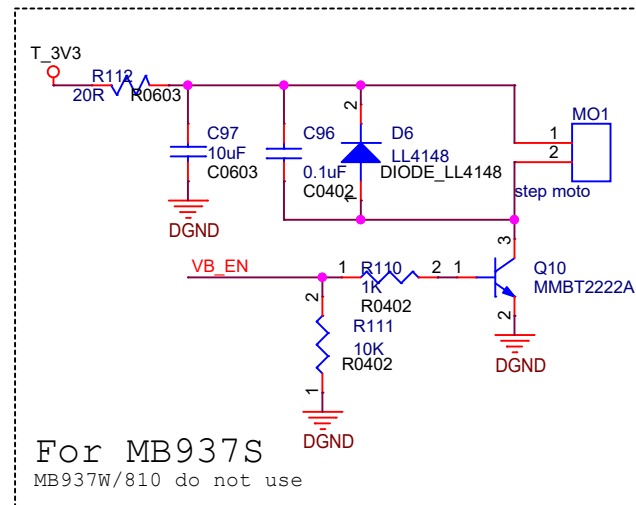 T_3V3
R112
20R R0603
C97
10uF
C0603
DGND
C96
0.1uF
C0402
2
D6
LL4148
DIODE_LL4148
1
MO1
1
2
step moto
VB_EN
1 R110 2
1K
R0402
1
3
Q10
MMBT2222A
2
DGND
2
R111
10K
R0402
1
DGND
For MB937S
MB937W/810 do not use